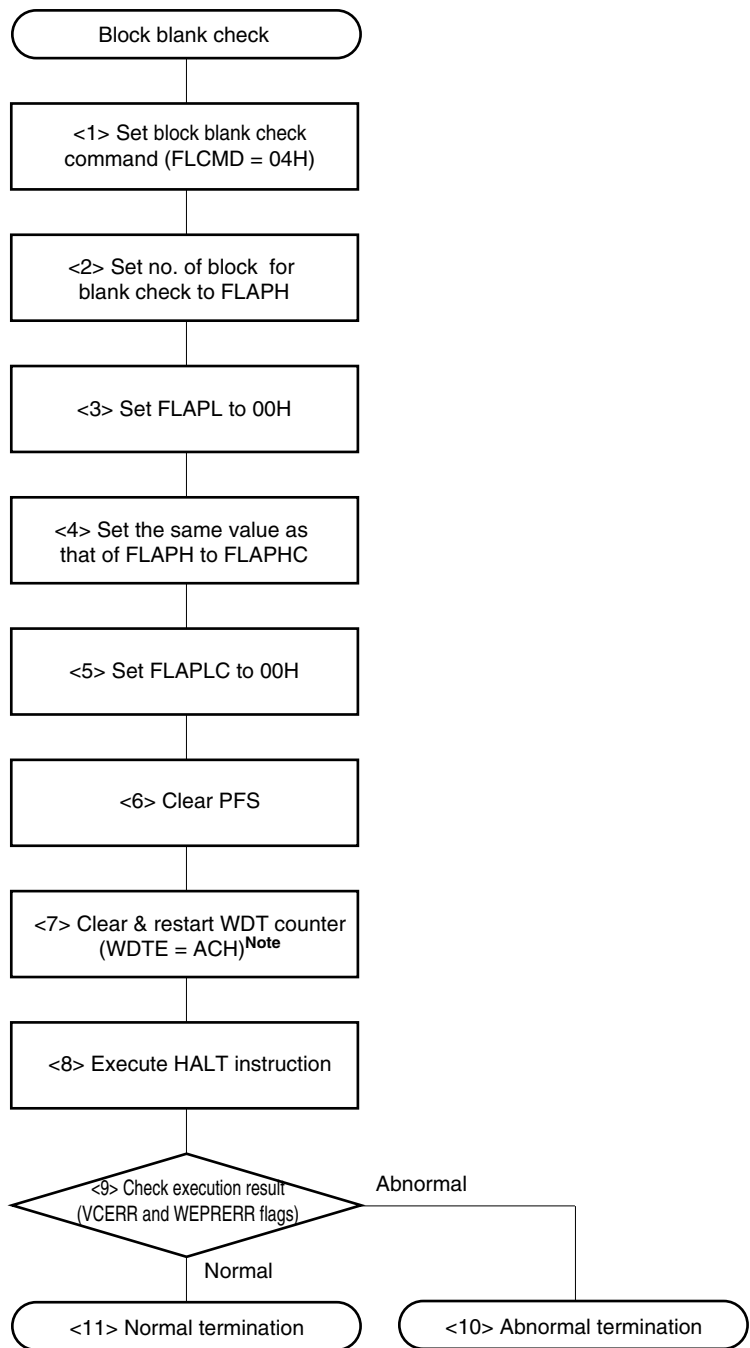 Block blank check
<1> Set block blank check
command (FLCMD = 04H)
<2> Set no. of block for
blank check to FLAPH
<3> Set FLAPL to 00H
<4> Set the same value as
that of FLAPH to FLAPHC
<5> Set FLAPLC to 00H
<6> Clear PFS
<7> Clear & restart WDT counter
(WDTE = ACH)Note
<8> Execute HALT instruction
<9> Check execution result
(VCERR and WEPRERR flags)
Abnormal
Normal
<11> Normal termination
<10> Abnormal termination